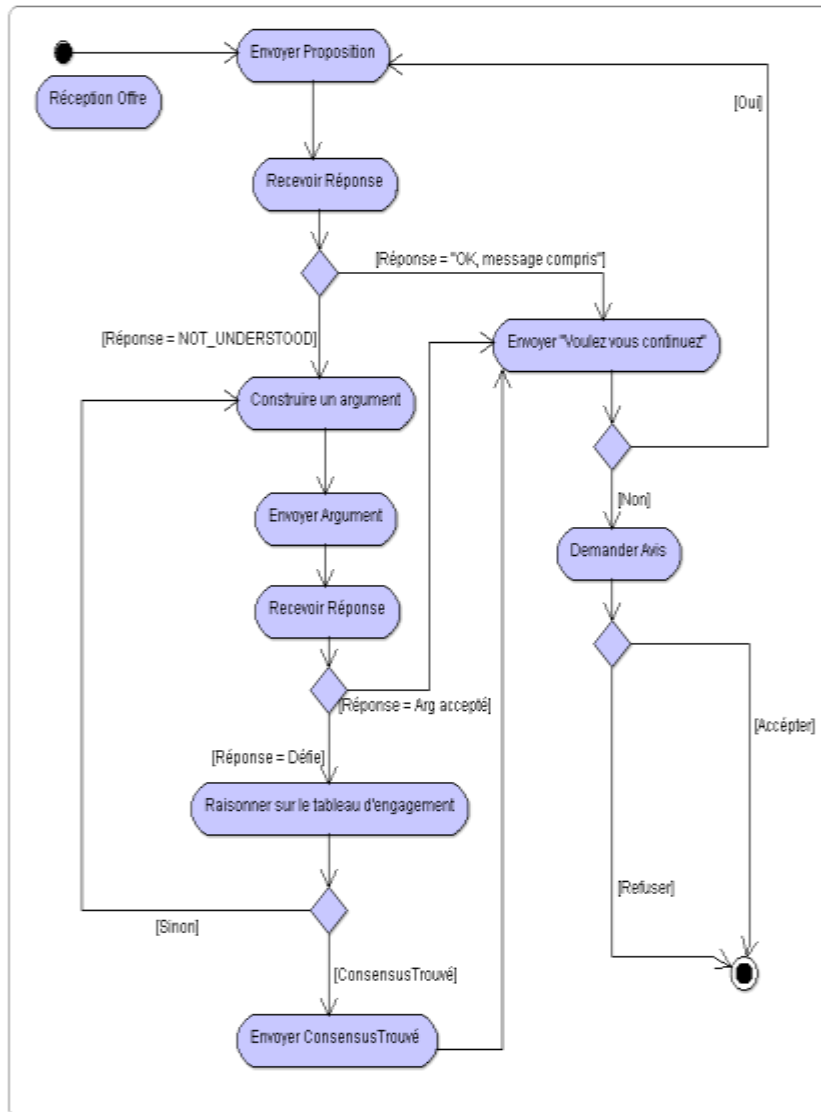 Envoyer Proposition
Réception Offre
[Oui]
Recevoir Réponse
[Réponse = "OK, message compris"]
[Réponse = NOT_UNDERSTOOD]
Envoyer "Voulez vous continuez"
Construire un argument
[Non]
Envoyer Argument
Demander Avis
Recevoir Réponse
[Réponse = Arg accepté]
[Accépter]
[Réponse = Défie]
Raisonner sur le tableau d'engagement
[Refuser]
[Sinon]
[ConsensusTrouvé]
Envoyer ConsensusTrouvé